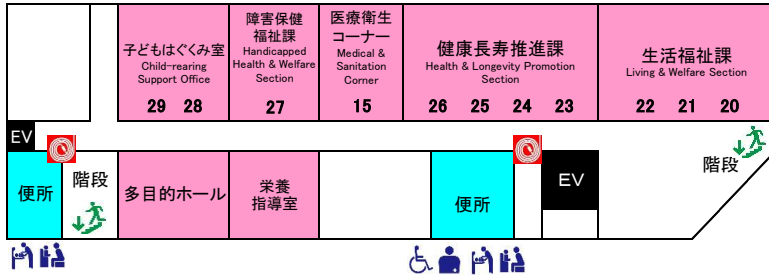 子どもはぐくみ室
Child-rearing
Support Office
29 28
障害保健
福祉課
Handicapped
Health & Welfare
Section
27
医療衛生
コーナー
Medical &
Sanitation
Corner
15
健康長寿推進課
Health & Longevity Promotion
Section
26 25 24 23
生活福祉課
Living & Welfare Section
22 21 20
EV
便所
階段
多目的ホール
栄養
指導室
便所
EV
階段